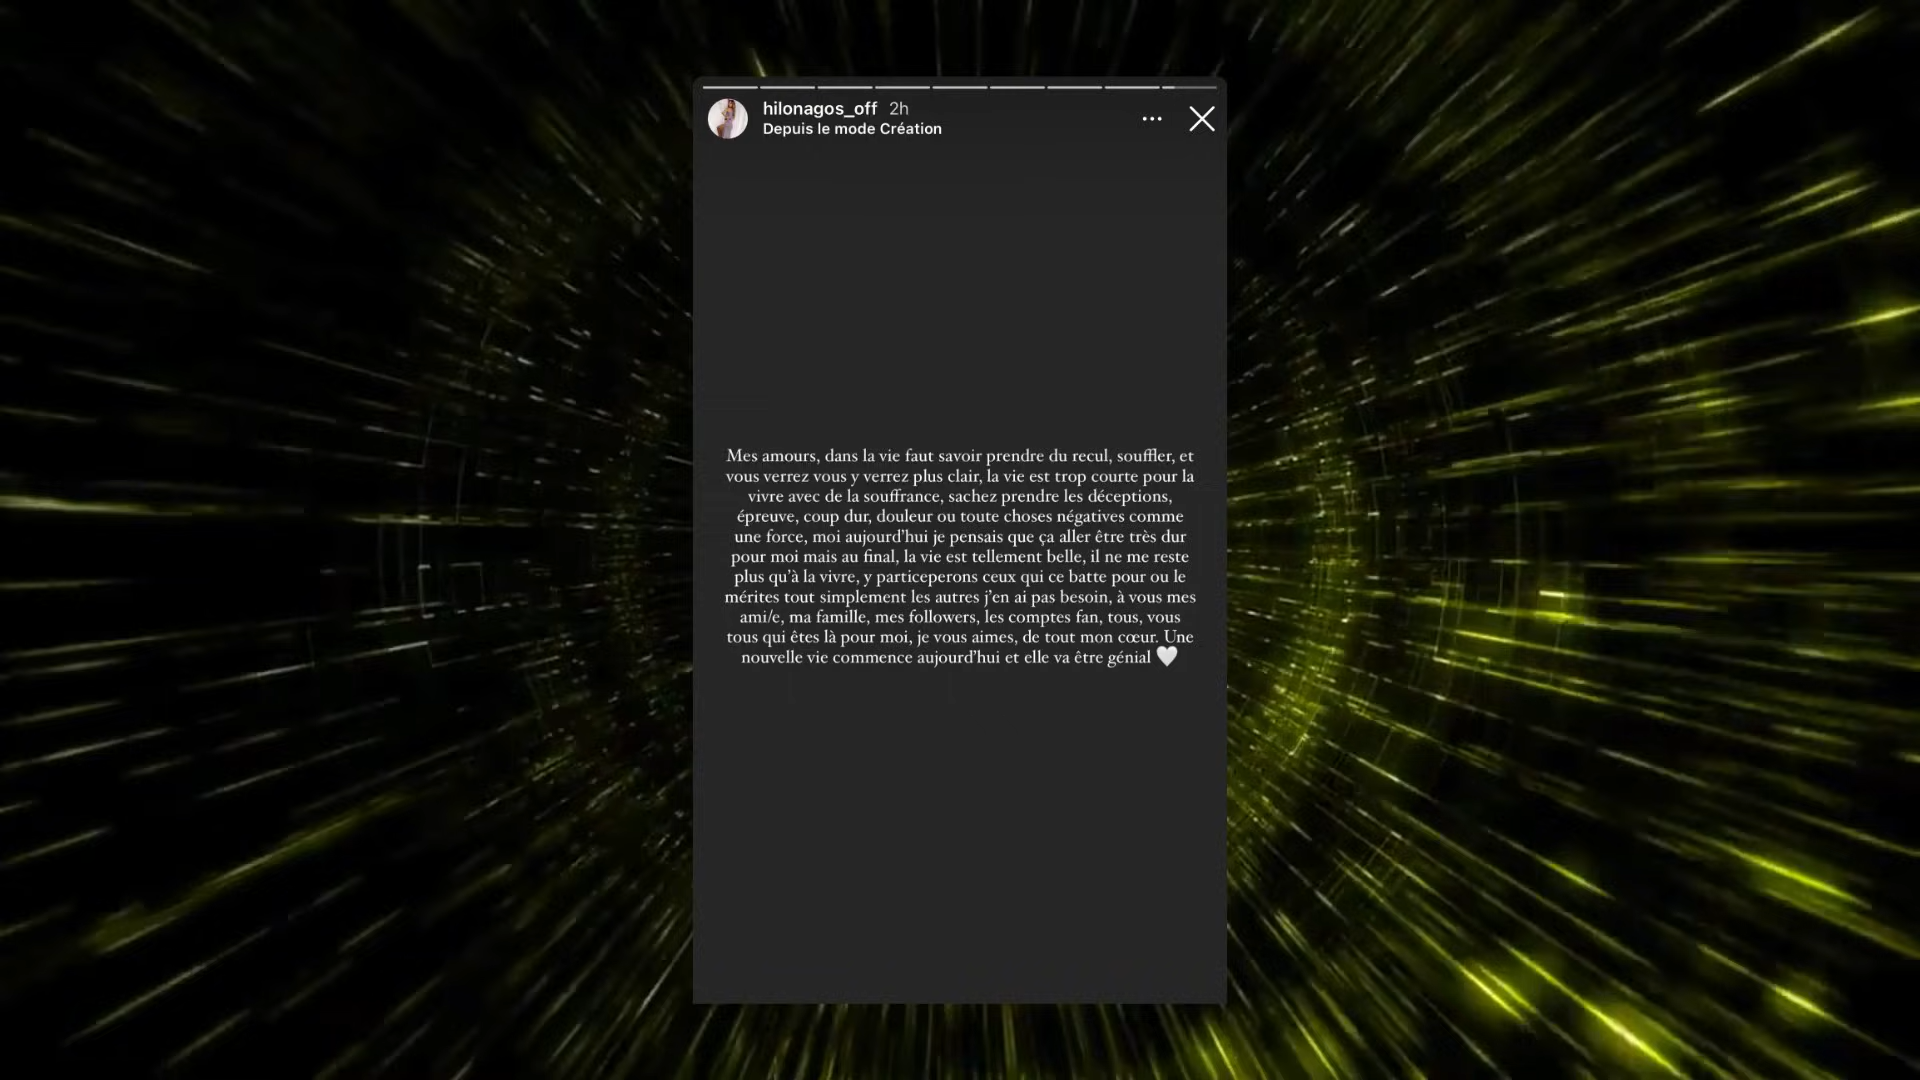 hilonagos_off 2h
Depuis le mode Création
Mes amours, dans la vie faut savoir prendre du recul, souffler, et
vous verrez vous y verrez plus clair, la vie est trop courte pour la
vivre avec de la souffrance, sachez prendre les déceptions,
épreuve, coup dur, douleur ou toute choses négatives comme
une force, moi aujourd'hui je pensais que ça aller être très dur
pour moi mais au final, la vie est tellement belle, il ne me reste
plus qu'à la vivre, y particeperons ceux qui ce batte pour ou le
mérites tout simplement les autres j'en ai pas besoin, à vous mes
ami/e, ma famille, mes followers, les comptes fan, tous, vous
tous qui êtes là pour moi, je vous aimes, de tout mon cœur. Une
nouvelle vie commence aujourd'hui et elle va être génial 🤍